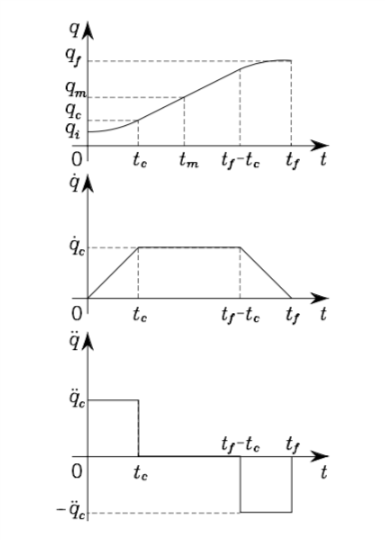 q
q_f
q_m
q_c
q_i
0 t_c t_m t_f-t_c t_f t
q̇
q̇_c
0 t_c t_f-t_c t_f t
q̈
q̈_c
t_f-t_c t_f
0 t_c t
-q̈_c